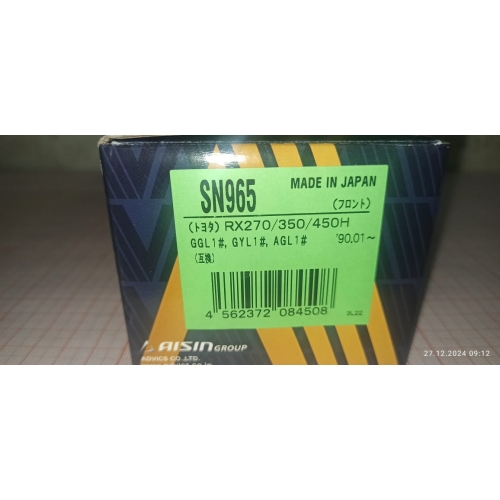 SN965 MADE IN JAPAN
(フロント)
(トヨタ) RX270/350/450H
GGL1#, GYL1#, AGL1# '90.01~
(互換)
4 562372 084508
3L22
AISIN GROUP
ADVICS CO.,LTD.
27.12.2024 09:12